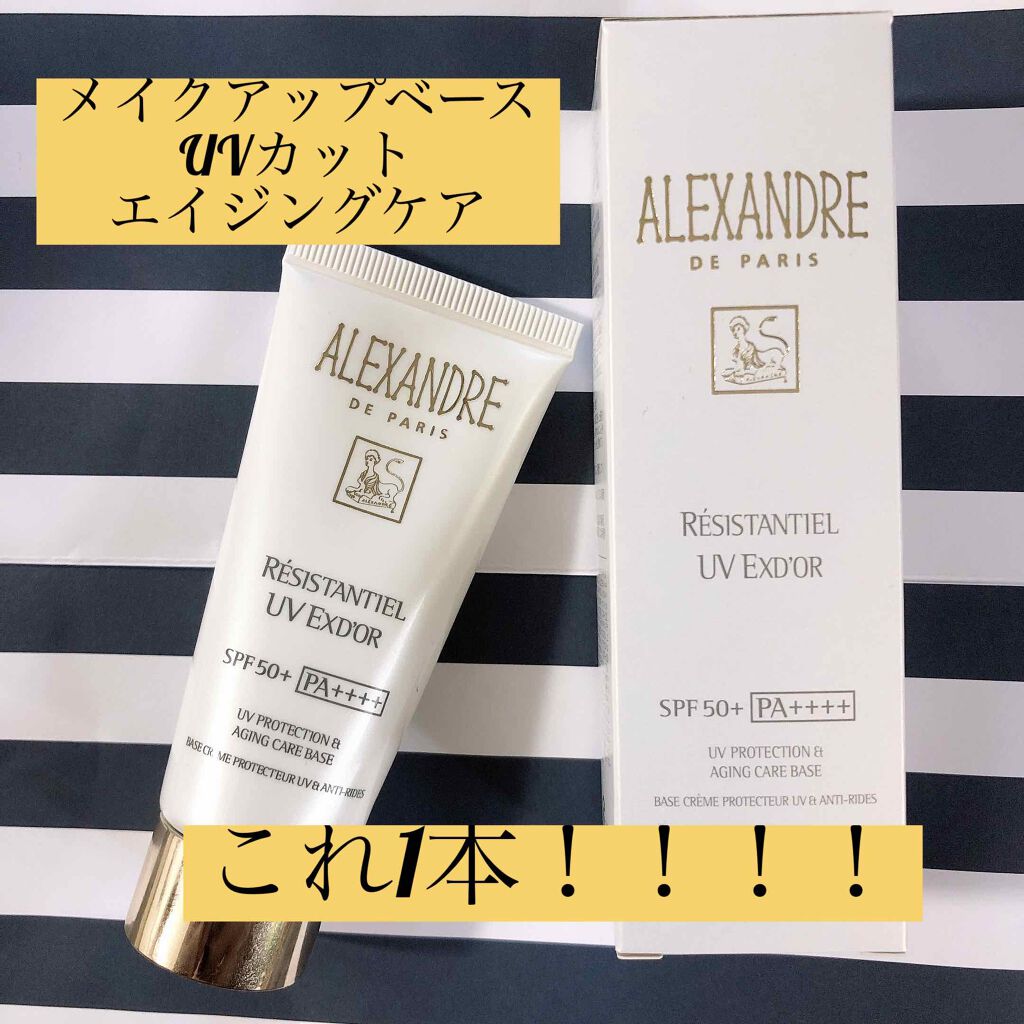 メイクアップベース
UVカット
エイジングケア
ALEXANDRE
DE PARIS
RÉSISTANTIEL
UV EXD'OR
SPF 50+ PA++++
UV PROTECTION &
AGING CARE BASE
BASE CRÈME PROTECTEUR UV & ANTI-RIDES
ALEXANDRE
DE PARIS
RÉSISTANTIEL
UV EXD'OR
SPF 50+ PA++++
UV PROTECTION &
AGING CARE BASE
BASE CRÈME PROTECTEUR UV & ANTI-RIDES
これ1本！！！！